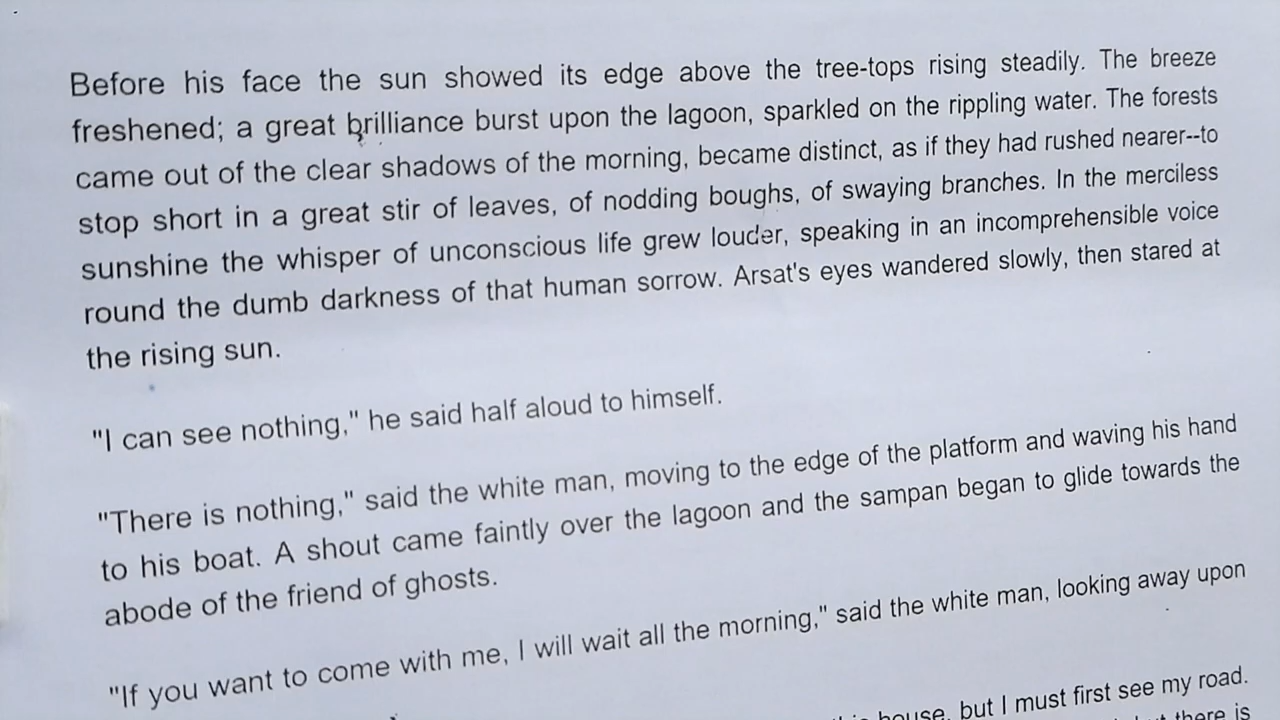 Before his face the sun showed its edge above the tree-tops rising steadily. The breeze
freshened; a great brilliance burst upon the lagoon, sparkled on the rippling water. The forests
came out of the clear shadows of the morning, became distinct, as if they had rushed nearer--to
stop short in a great stir of leaves, of nodding boughs, of swaying branches. In the merciless
sunshine the whisper of unconscious life grew louder, speaking in an incomprehensible voice
round the dumb darkness of that human sorrow. Arsat's eyes wandered slowly, then stared at
the rising sun.
"I can see nothing," he said half aloud to himself.
"There is nothing," said the white man, moving to the edge of the platform and waving his hand
to his boat. A shout came faintly over the lagoon and the sampan began to glide towards the
abode of the friend of ghosts.
"If you want to come with me, I will wait all the morning," said the white man, looking away upon
house, but I must first see my road.
there is